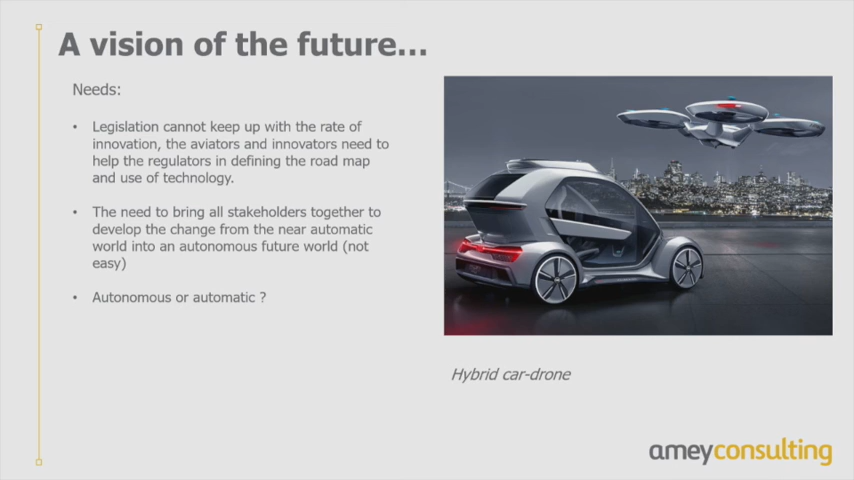 A vision of the future...
Needs:
• Legislation cannot keep up with the rate of
innovation, the aviators and innovators need to
help the regulators in defining the road map
and use of technology.
• The need to bring all stakeholders together to
develop the change from the near automatic
world into an autonomous future world (not
easy)
• Autonomous or automatic ?
Hybrid car-drone
ameyconsulting